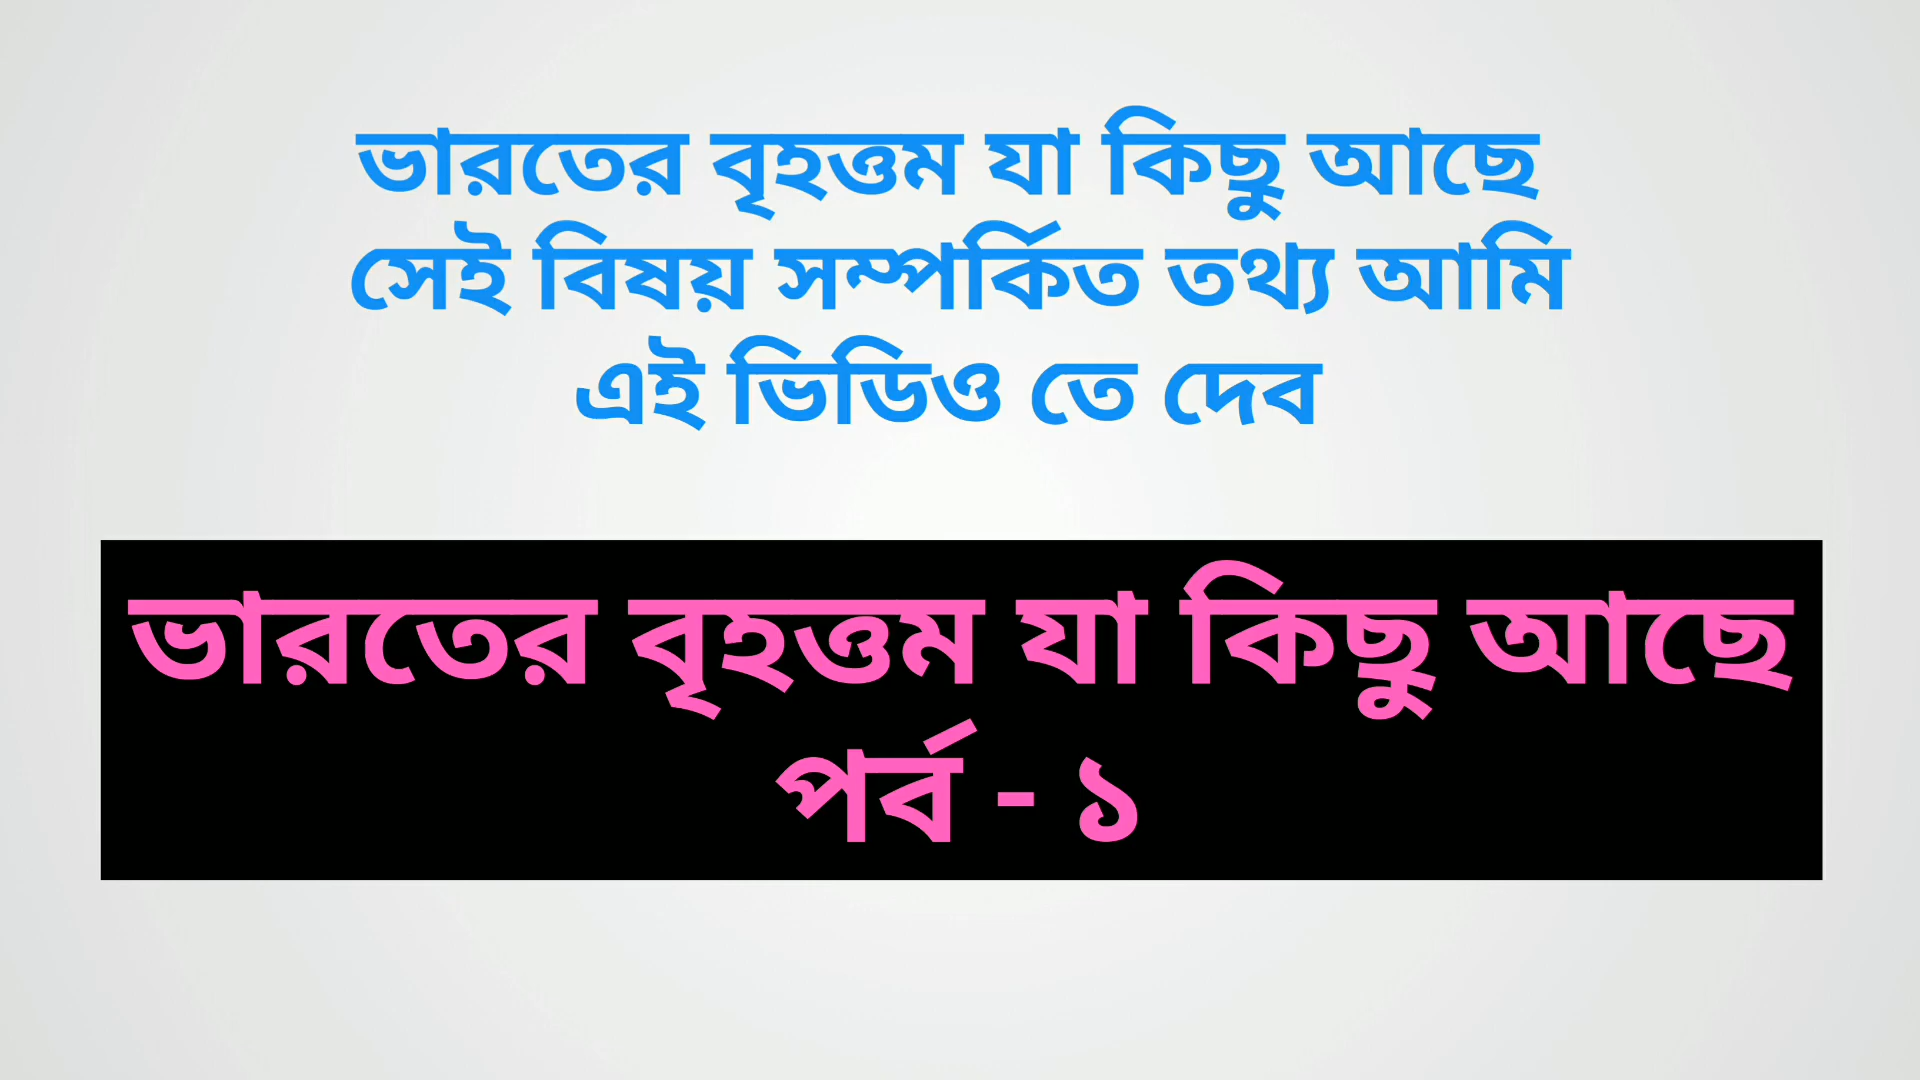 ভারতের বৃহত্তম যা কিছু আছে
সেই বিষয় সম্পর্কিত তথ্য আমি
এই ভিডিও তে দেব
ভারতের বৃহত্তম যা কিছু আছে
পর্ব - ১